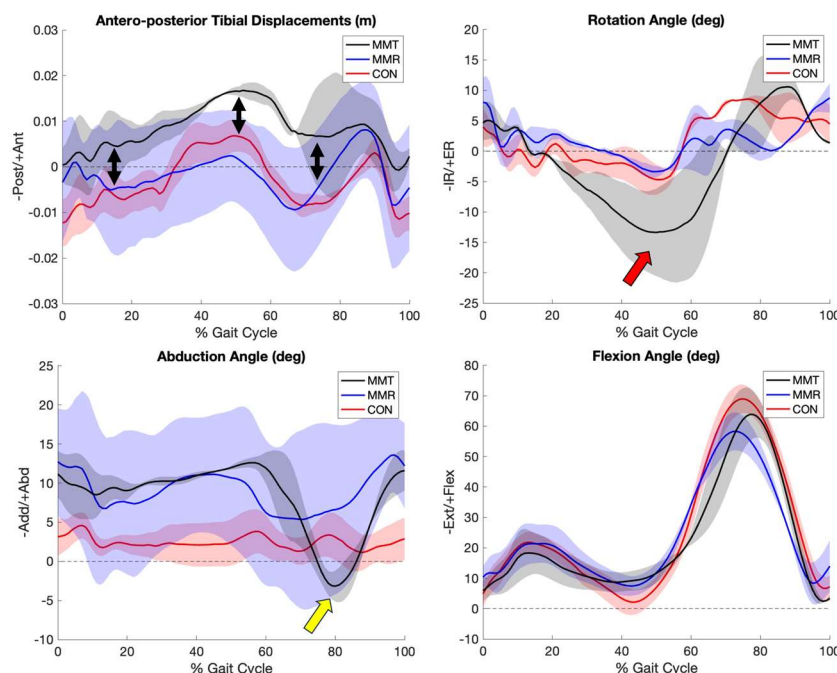 Antero-posterior Tibial Displacements (m)
-Post/+Ant
0.03
0.02
0.01
0
-0.01
-0.02
-0.03
0
20
40
60
80
100
% Gait Cycle
MMT
MMR
CON
Rotation Angle (deg)
-IR/+ER
25
20
15
10
5
0
-5
-10
-15
-20
-25
0
20
40
60
80
100
% Gait Cycle
MMT
MMR
CON
Abduction Angle (deg)
-Add/+Abd
25
20
15
10
5
0
-5
-10
0
20
40
60
80
100
% Gait Cycle
MMT
MMR
CON
Flexion Angle (deg)
-Ext/+Flex
80
70
60
50
40
30
20
10
0
-10
0
20
40
60
80
100
% Gait Cycle
MMT
MMR
CON